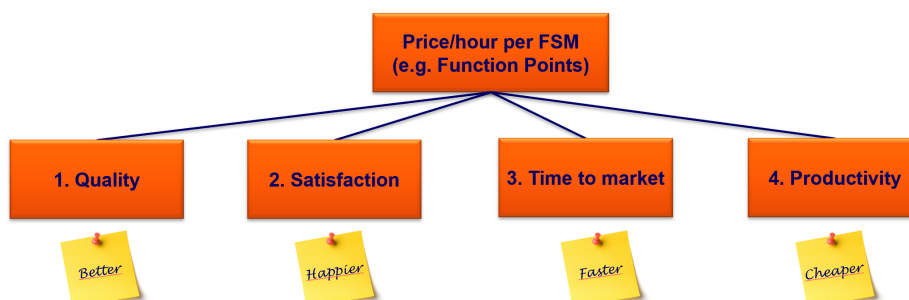 Price/hour per FSM
(e.g. Function Points)
1. Quality
2. Satisfaction
3. Time to market
4. Productivity
Better
Happier
Faster
Cheaper